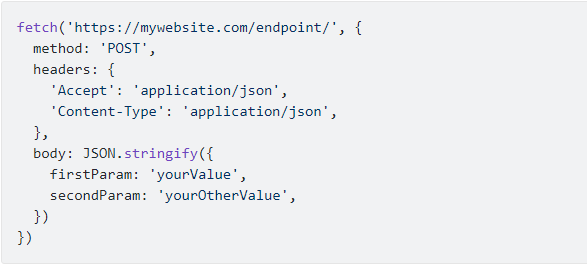 fetch('https://mywebsite.com/endpoint/', {
  method: 'POST',
  headers: {
    'Accept': 'application/json',
    'Content-Type': 'application/json',
  },
  body: JSON.stringify({
    firstParam: 'yourValue',
    secondParam: 'yourOtherValue',
  })
})